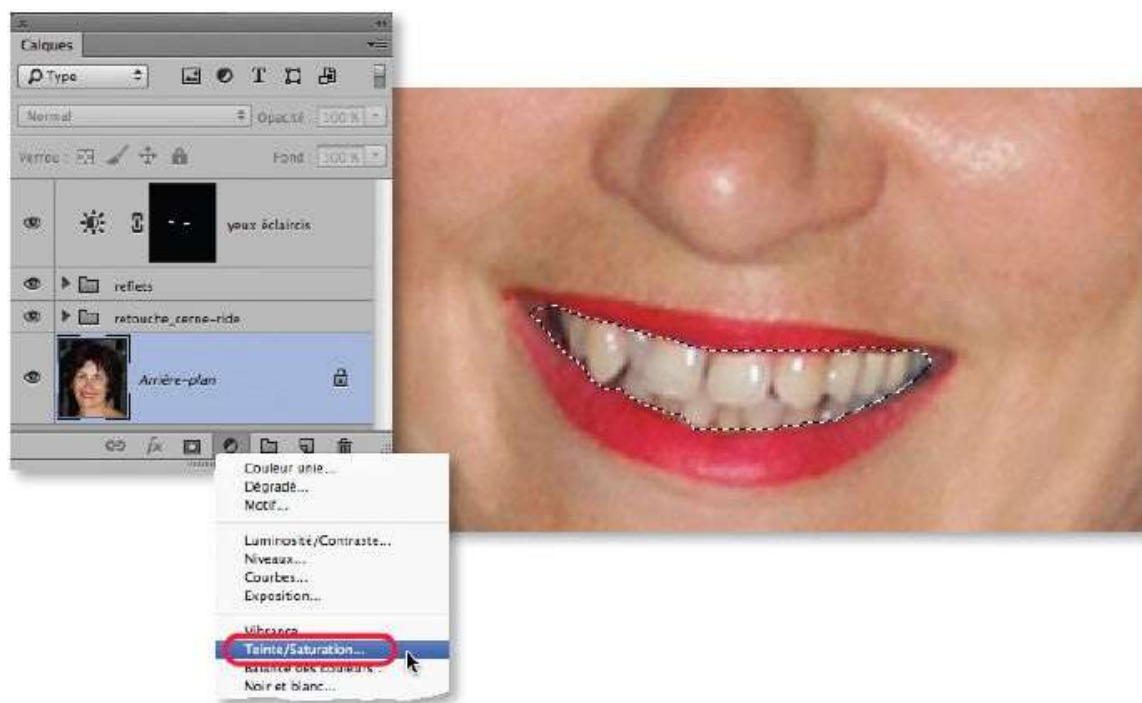 Calques
Type
T
Normal
Opacité : 100 %
Verrou :
Fond : 100 %
yeux éclaircis
reflets
retouche_cerne-ride
Arrière-plan
fx
Couleur unie...
Dégradé...
Motif...
Luminosité/Contraste...
Niveaux...
Courbes...
Exposition...
Vibrance...
Teinte/Saturation...
Balance des couleurs...
Noir et blanc...